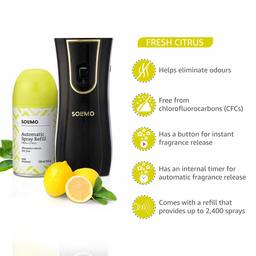 FRESH CITRUS
Helps eliminate odours
Free from
chlorofluorocarbons (CFCs)
Has a button for instant
fragrance release
Has an internal timer for
automatic fragrance release
Comes with a refill that
provides up to 2,400 sprays
SOLIMO
SOLIMO
Automatic
Spray Refill